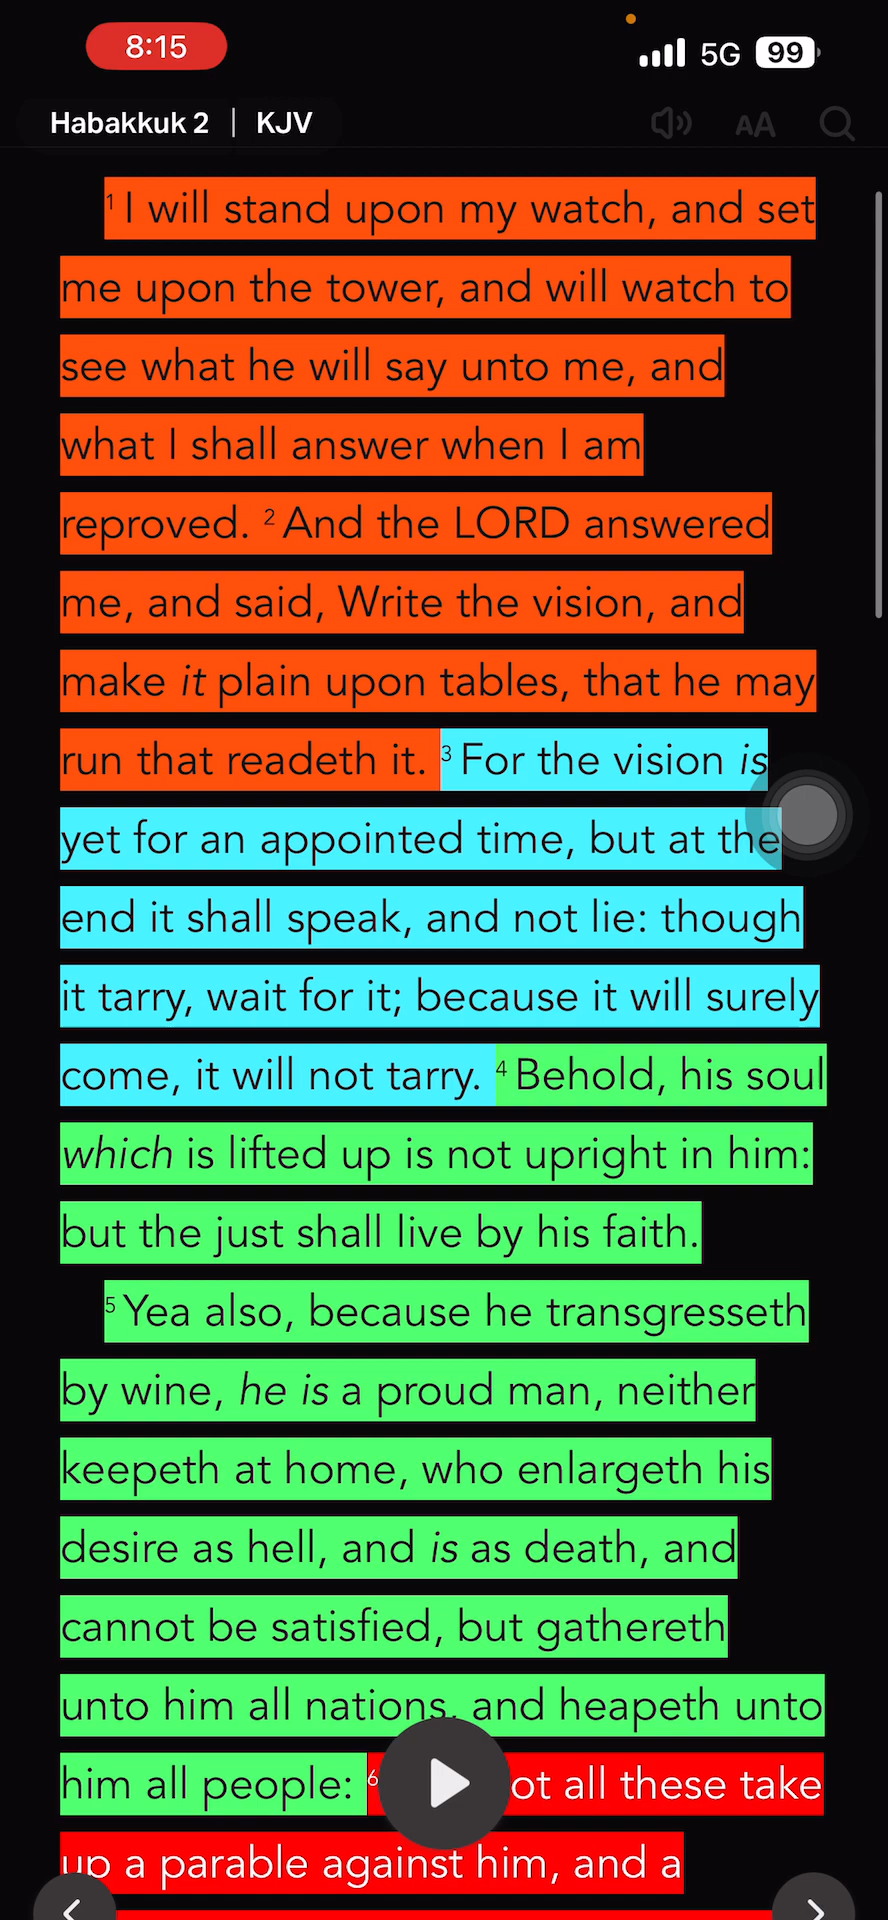 8:15
5G 99
Habakkuk 2 | KJV
AA
1 I will stand upon my watch, and set
me upon the tower, and will watch to
see what he will say unto me, and
what I shall answer when I am
reproved. 2 And the LORD answered
me, and said, Write the vision, and
make it plain upon tables, that he may
run that readeth it. 3 For the vision is
yet for an appointed time, but at the
end it shall speak, and not lie: though
it tarry, wait for it; because it will surely
come, it will not tarry. 4 Behold, his soul
which is lifted up is not upright in him:
but the just shall live by his faith.
5 Yea also, because he transgresseth
by wine, he is a proud man, neither
keepeth at home, who enlargeth his
desire as hell, and is as death, and
cannot be satisfied, but gathereth
unto him all nations, and heapeth unto
him all people: 6 all these take
up a parable against him, and a